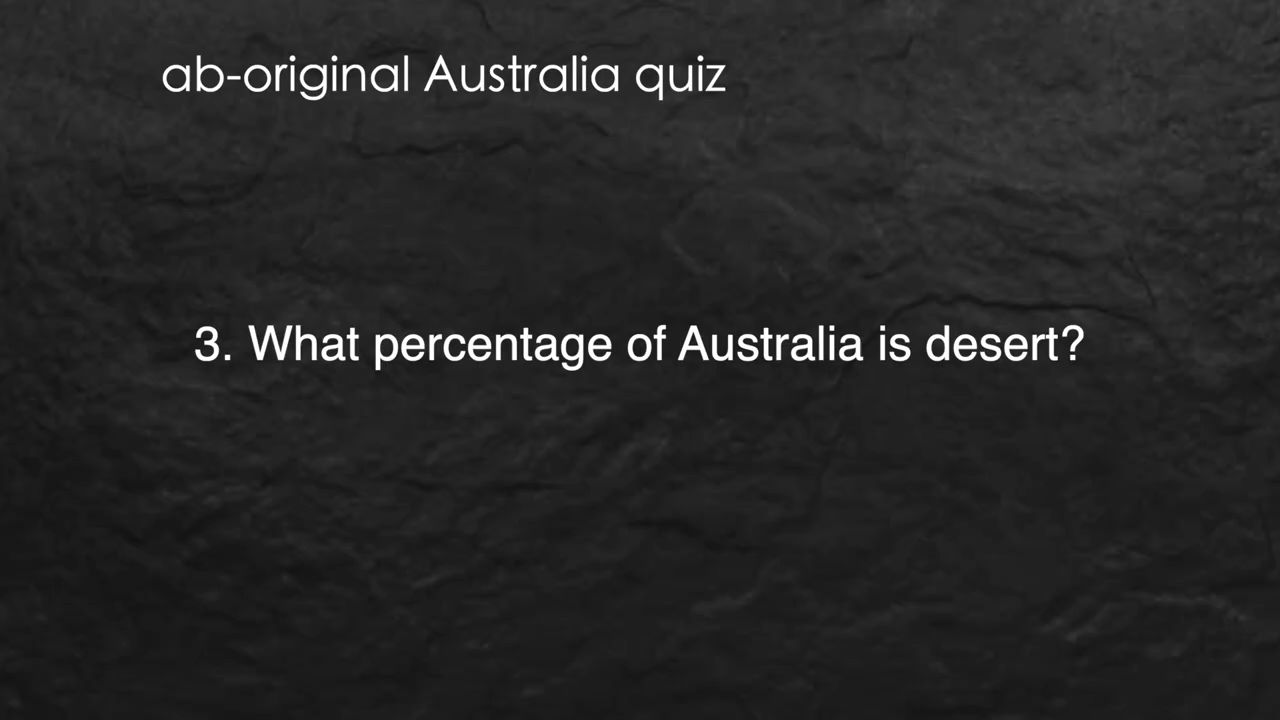 ab-original Australia quiz
3. What percentage of Australia is desert?